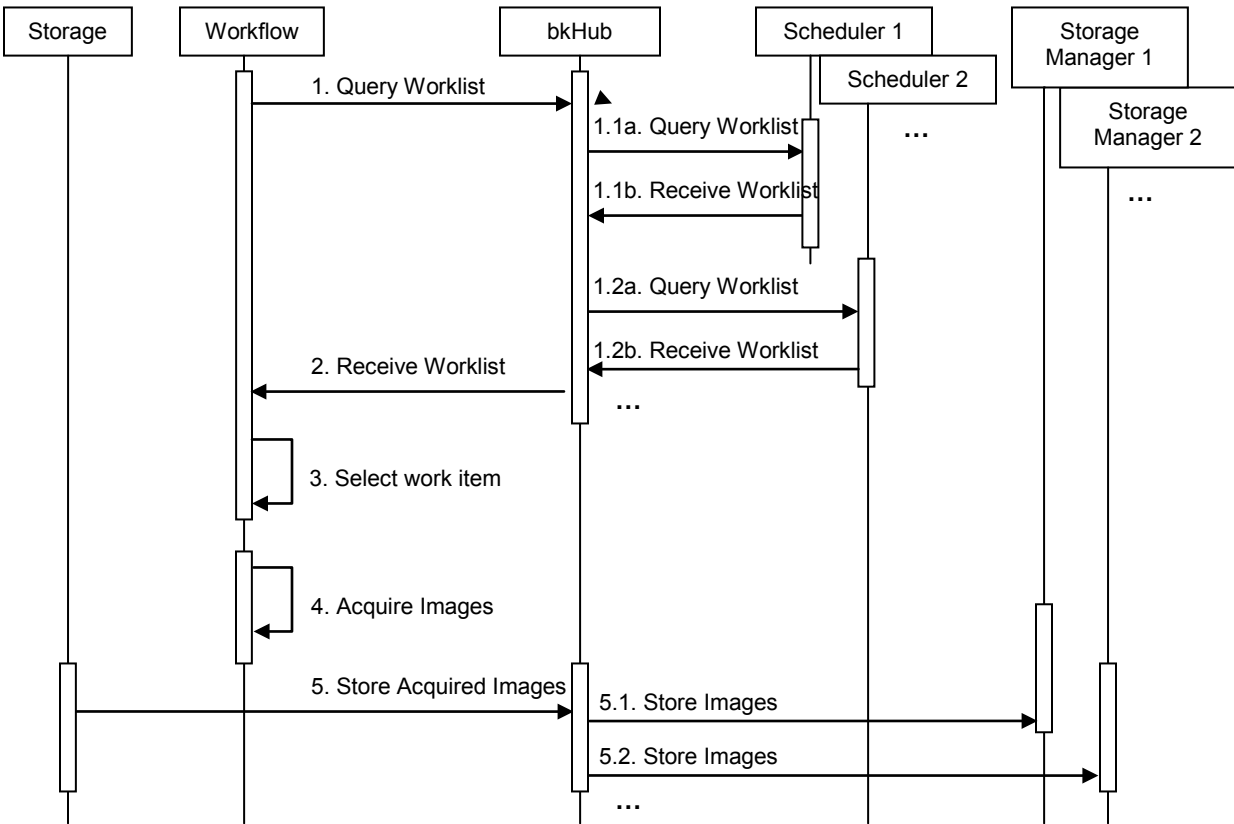 Storage
Workflow
bkHub
Scheduler 1
Storage
Manager 1
Scheduler 2
Storage
Manager 2
...
...
1. Query Worklist
1.1a. Query Worklist
1.1b. Receive Worklist
1.2a. Query Worklist
1.2b. Receive Worklist
2. Receive Worklist
...
3. Select work item
4. Acquire Images
5. Store Acquired Images
5.1. Store Images
5.2. Store Images
...